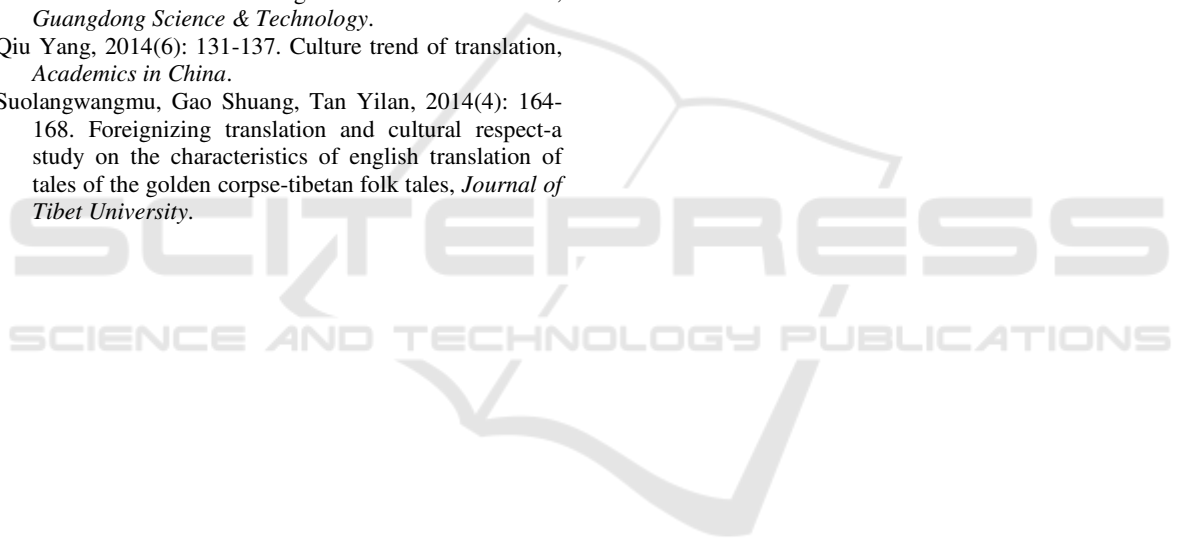 Guangdong Science & Technology.
Qiu Yang, 2014(6): 131-137. Culture trend of translation,
Academics in China.
Suolangwangmu, Gao Shuang, Tan Yilan, 2014(4): 164-
168. Foreignizing translation and cultural respect-a
study on the characteristics of english translation of
tales of the golden corpse-tibetan folk tales, Journal of
Tibet University.
SCITEPRESS
SCIENCE AND TECHNOLOGY PUBLICATIONS